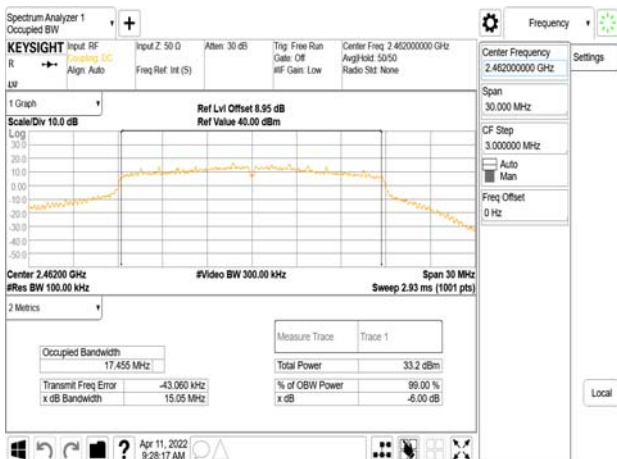 Spectrum Analyzer 1
Occupied BW
Frequency
KEYSIGHT
R
LW
Input: RF
Coupling: DC
Align: Auto
Input Z: 50 Ω
Freq Ref: Int (S)
Atten: 30 dB
Trig: Free Run
Gate: Off
#IF Gain: Low
Center Freq: 2.462000000 GHz
Avg|Hold: 50/50
Radio Std: None
Center Frequency
2.462000000 GHz
Settings
Span
30.000 MHz
CF Step
3.000000 MHz
Auto
Man
Freq Offset
0 Hz
Local
1 Graph
Scale/Div 10.0 dB
Ref Lvl Offset 8.95 dB
Ref Value 40.00 dBm
Log
30.0
20.0
10.0
0.00
-10.0
-20.0
-30.0
-40.0
-50.0
Center 2.46200 GHz
#Res BW 100.00 kHz
#Video BW 300.00 kHz
Span 30 MHz
Sweep 2.93 ms (1001 pts)
2 Metrics
Measure Trace Trace 1
Occupied Bandwidth
17.455 MHz
Total Power 33.2 dBm
Transmit Freq Error -43.060 kHz
% of OBW Power 99.00 %
x dB Bandwidth 15.05 MHz
x dB -6.00 dB
?
Apr 11, 2022
9:28:17 AM